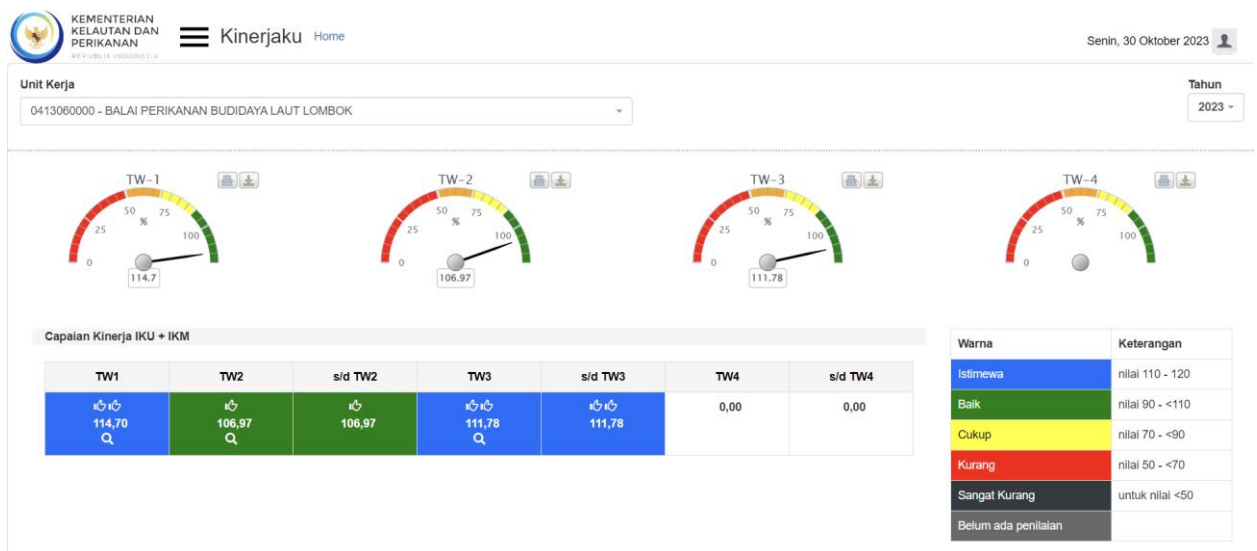 KEMENTERIAN
KELAUTAN DAN
PERIKANAN
REPUBLIK INDONESIA
Kinerjaku Home
Senin, 30 Oktober 2023
Unit Kerja
Tahun
0413060000 - BALAI PERIKANAN BUDIDAYA LAUT LOMBOK
2023
TW-1
0 25 50 75 100
%
114.7
TW-2
0 25 50 75 100
%
106.97
TW-3
0 25 50 75 100
%
111.78
TW-4
0 25 50 75 100
%
Capaian Kinerja IKU + IKM
TW1 TW2 s/d TW2 TW3 s/d TW3 TW4 s/d TW4
114,70 106,97 106,97 111,78 111,78 0,00 0,00
Warna Keterangan
Istimewa nilai 110 - 120
Baik nilai 90 - <110
Cukup nilai 70 - <90
Kurang nilai 50 - <70
Sangat Kurang untuk nilai <50
Belum ada penilaian